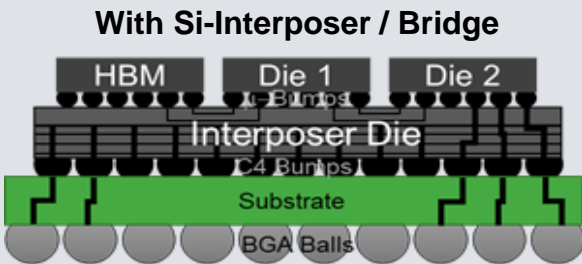 With Si-Interposer / Bridge
HBM Die 1 Die 2
μ-Bumps
Interposer Die
C4 Bumps
Substrate
BGA Balls